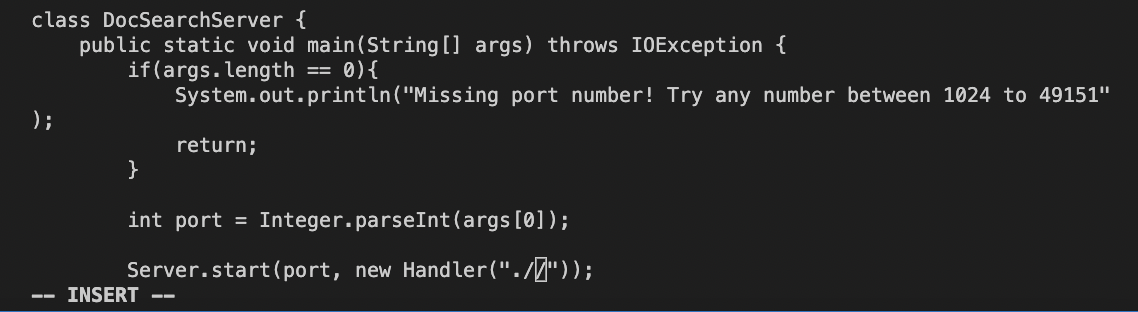 class DocSearchServer {
    public static void main(String[] args) throws IOException {
        if(args.length == 0){
            System.out.println("Missing port number! Try any number between 1024 to 49151"
);
            return;
        }
        int port = Integer.parseInt(args[0]);
        Server.start(port, new Handler(".//"));
-- INSERT --